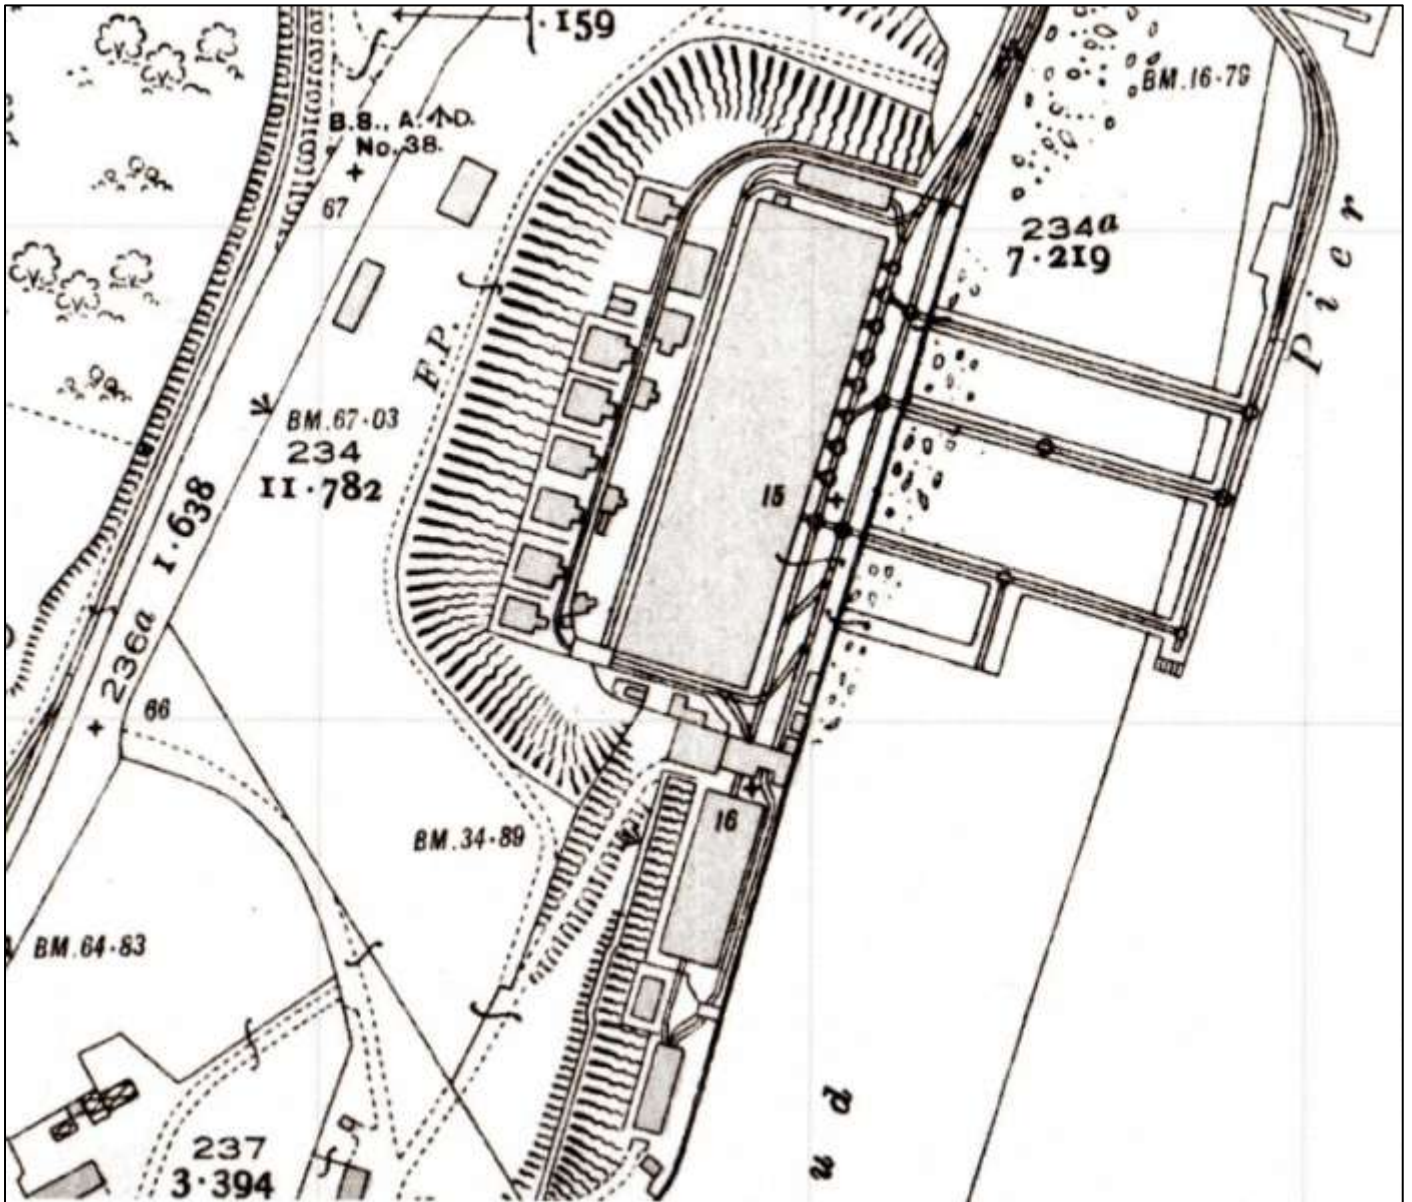 ·159
BM.16·79
B.S., A.↑D.
No. 38.
67
234a
7·219
Pier
F.P.
BM.67·03
234
11·782
15
1·638
236a
66
16
BM.34·89
BM.64·83
ud
237
3·394